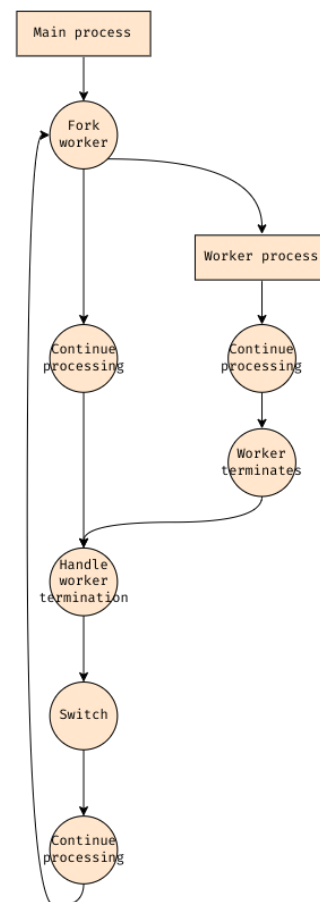 Main process
Fork
worker
Worker process
Continue
processing
Continue
processing
Worker
terminates
Handle
worker
termination
Switch
Continue
processing